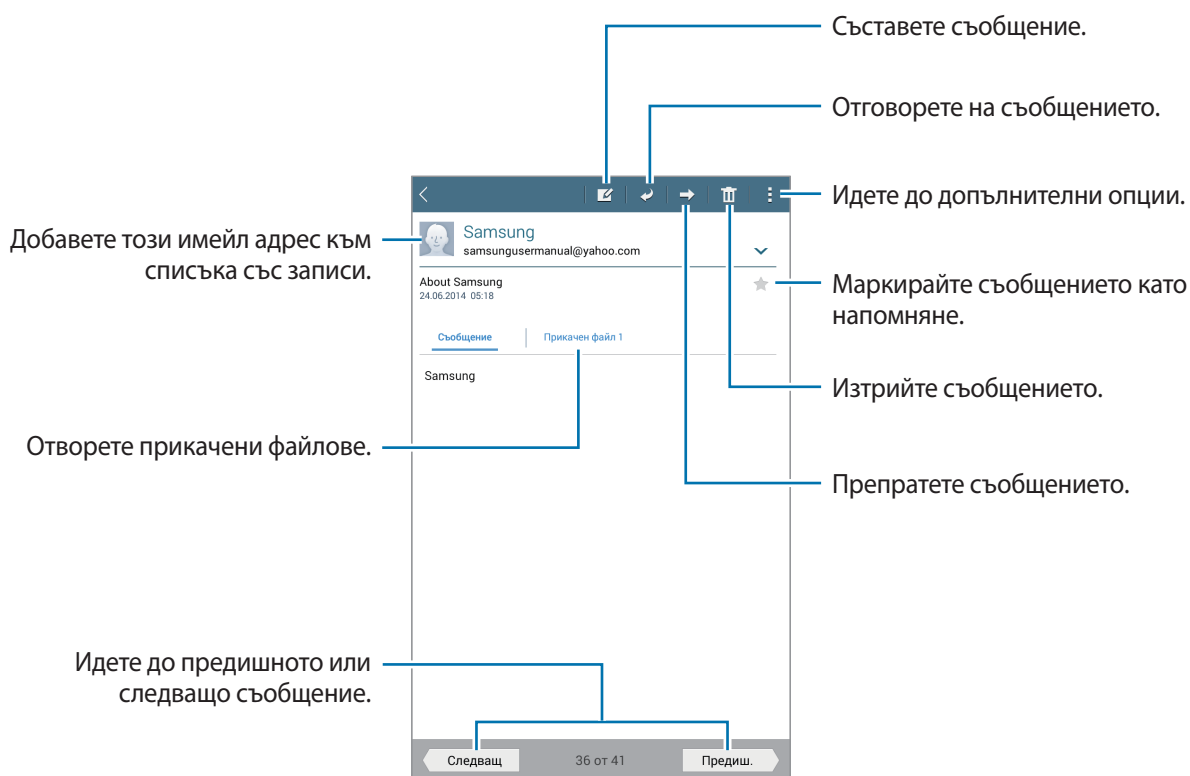 Съставете съобщение.
Отговорете на съобщението.
Идете до допълнителни опции.
Добавете този имейл адрес към
списъка със записи.
Samsung
samsungusermanual@yahoo.com
About Samsung
24.06.2014 05:18
Маркирайте съобщението като
напомняне.
Съобщение
Прикачен файл 1
Samsung
Изтрийте съобщението.
Отворете прикачени файлове.
Препратете съобщението.
Идете до предишното или
следващо съобщение.
Следващ
36 от 41
Предиш.